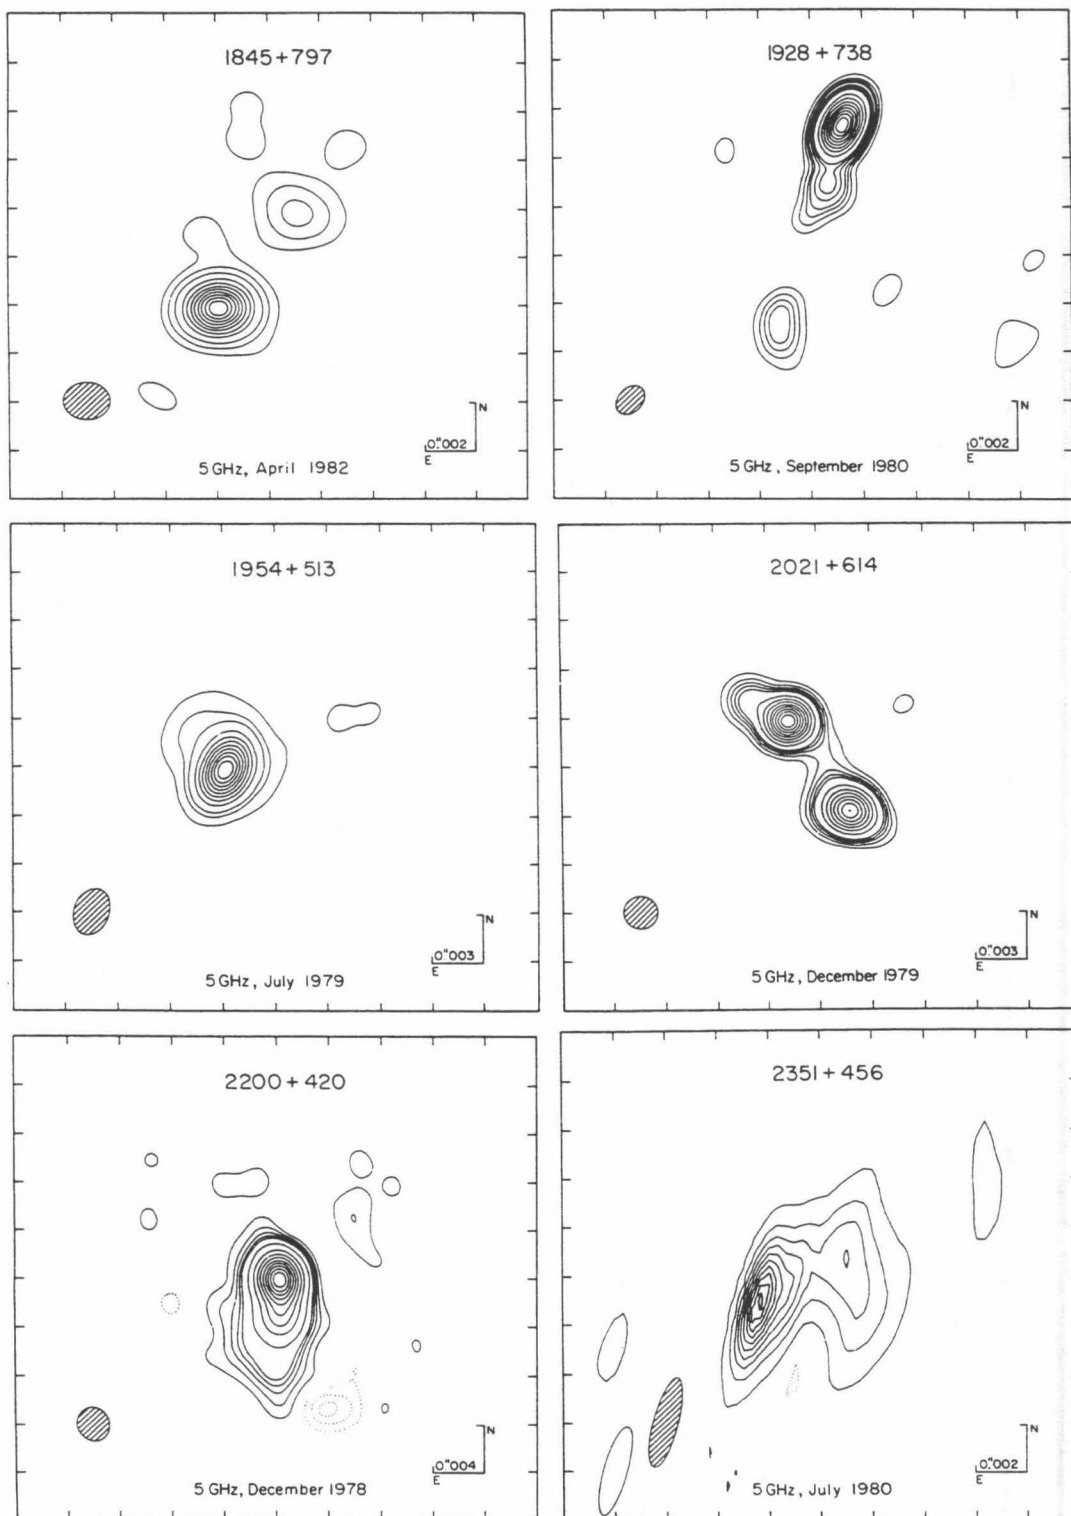 1845+797
N
0".002
E
5 GHz, April 1982
1928 + 738
N
0".002
E
5 GHz, September 1980
1954 + 513
N
0".003
E
5 GHz, July 1979
2021 + 614
N
0".003
E
5 GHz, December 1979
2200 + 420
N
0".004
E
5 GHz, December 1978
2351 + 456
N
0".002
E
5 GHz, July 1980